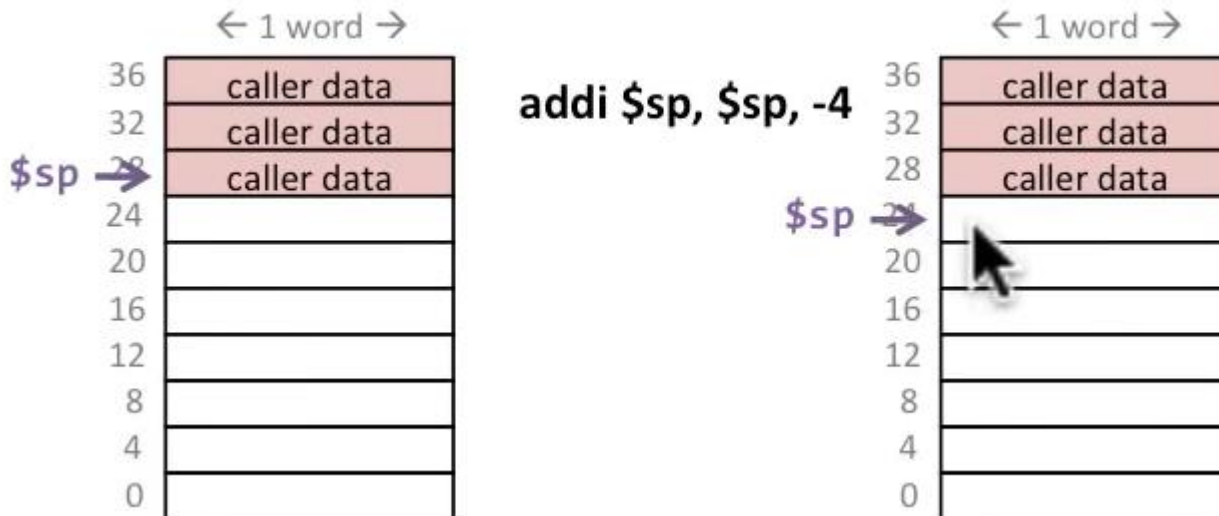 ← 1 word →
36 caller data
32 caller data
$sp → 28 caller data
24
20
16
12
8
4
0
addi $sp, $sp, -4
← 1 word →
36 caller data
32 caller data
28 caller data
$sp → 24
20
16
12
8
4
0